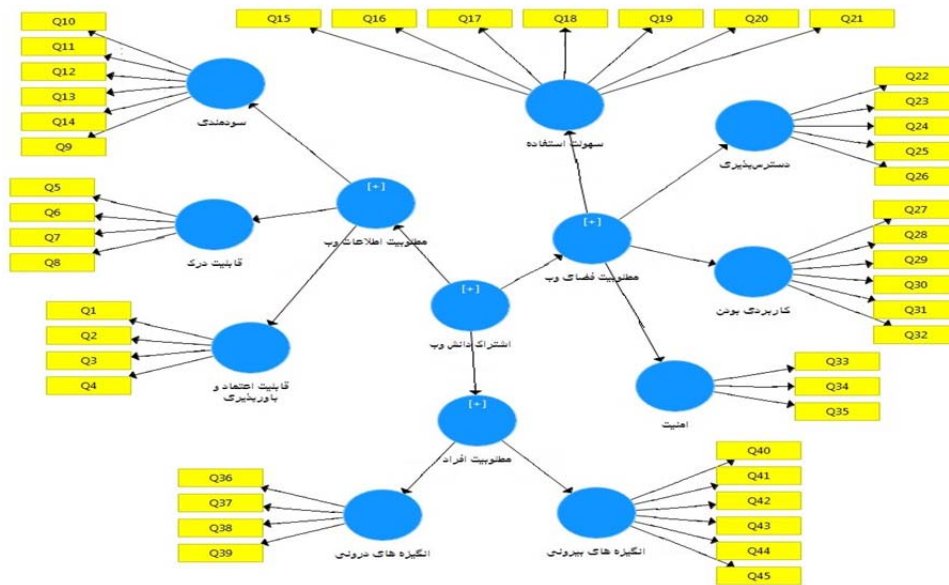 Q10
Q11
Q12
Q13
Q14
Q9
سودمندی
Q15
Q16
Q17
Q18
Q19
Q20
Q21
سهولت استفاده
Q22
Q23
Q24
Q25
Q26
دسترس‌پذیری
Q5
Q6
Q7
Q8
قابلیت درک
[+]
مطلوبیت اطلاعات وب
[+]
مطلوبیت فضای وب
Q27
Q28
Q29
Q30
Q31
Q32
کاربردی بودن
Q1
Q2
Q3
Q4
قابلیت اعتماد و
باورپذیری
[+]
اشتراک دانش وب
Q33
Q34
Q35
امنیت
[+]
مطلوبیت افراد
Q36
Q37
Q38
Q39
انگیزه های درونی
Q40
Q41
Q42
Q43
Q44
Q45
انگیزه های بیرونی